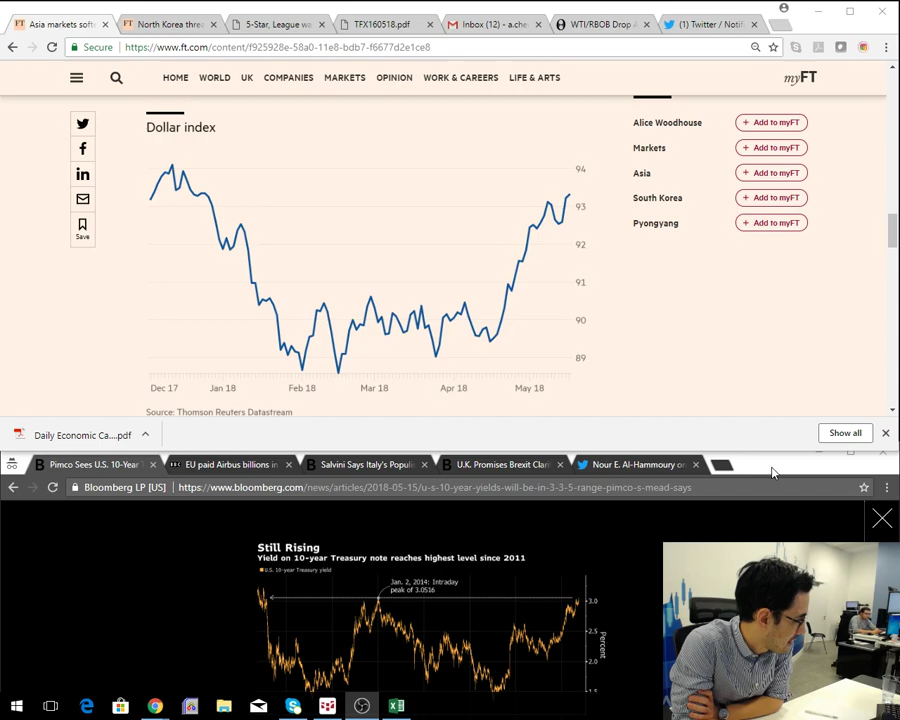 Asia markets softe
North Korea three
5-Star, League wa
TFX160518.pdf
Inbox (12) - a.che
WTI/RBOB Drop A
(1) Twitter / Notifi
Secure
https://www.ft.com/content/f925928e-58a0-11e8-bdb7-f6677d2e1ce8
HOME WORLD UK COMPANIES MARKETS OPINION WORK & CAREERS LIFE & ARTS
myFT
Save
Dollar index
94
93
92
91
90
89
Dec 17 Jan 18 Feb 18 Mar 18 Apr 18 May 18
Source: Thomson Reuters Datastream
Alice Woodhouse + Add to myFT
Markets + Add to myFT
Asia + Add to myFT
South Korea + Add to myFT
Pyongyang + Add to myFT
Daily Economic Ca....pdf
Show all
Pimco Sees U.S. 10-Year T
EU paid Airbus billions in
Salvini Says Italy's Populis
U.K. Promises Brexit Clari
Nour E. Al-Hammoury on
Bloomberg LP [US]
https://www.bloomberg.com/news/articles/2018-05-15/u-s-10-year-yields-will-be-in-3-3-5-range-pimco-s-mead-says
Still Rising
Yield on 10-year Treasury note reaches highest level since 2011
U.S. 10-year Treasury yield
Jan. 2, 2014: Intraday
peak of 3.0516
3.0
2.5
2.0
1.5
Percent